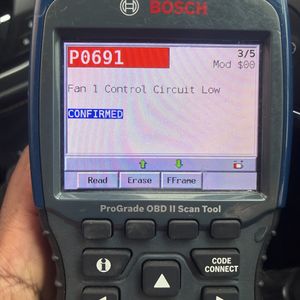 BOSCH
P0691
3/5
Mod $00
Fan 1 Control Circuit Low
CONFIRMED
Read Erase FFrame
ProGrade OBD II Scan Tool
CODE
CONNECT